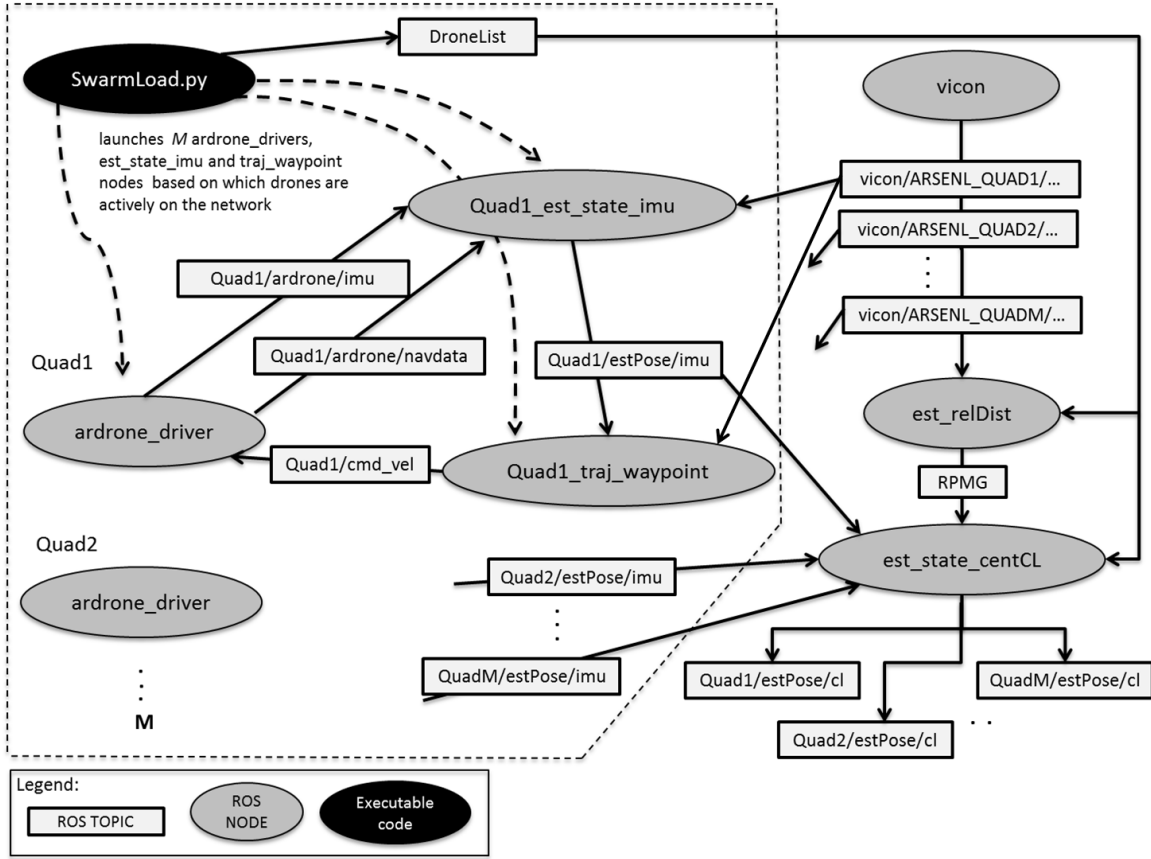 DroneList
SwarmLoad.py
vicon
launches M ardrone_drivers,
est_state_imu and traj_waypoint
nodes based on which drones are
actively on the network
vicon/ARSENL_QUAD1/...
Quad1_est_state_imu
vicon/ARSENL_QUAD2/...
Quad1/ardrone/imu
vicon/ARSENL_QUADM/...
Quad1/ardrone/navdata
Quad1/estPose/imu
Quad1
est_relDist
ardrone_driver
Quad1/cmd_vel
Quad1_traj_waypoint
RPMG
Quad2
est_state_centCL
Quad2/estPose/imu
ardrone_driver
QuadM/estPose/imu
Quad1/estPose/cl
QuadM/estPose/cl
M
Quad2/estPose/cl
Legend:
ROS TOPIC
ROS
NODE
Executable
code